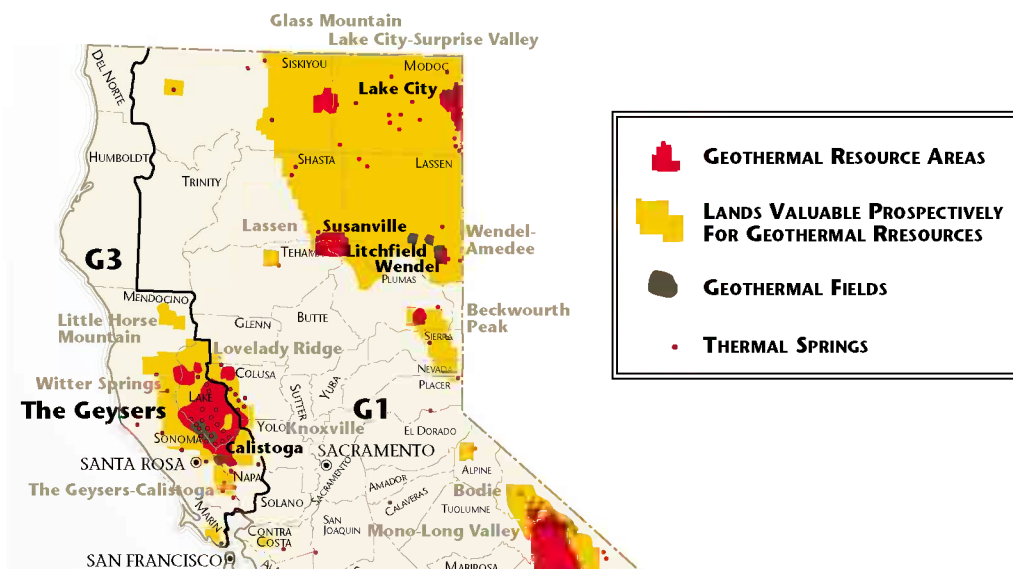 Glass Mountain
Lake City-Surprise Valley
DEL NORTE
SISKIYOU
MODOC
Lake City
HUMBOLDT
TRINITY
SHASTA
LASSEN
GEOTHERMAL RESOURCE AREAS
LANDS VALUABLE PROSPECTIVELY
FOR GEOTHERMAL RRESOURCES
GEOTHERMAL FIELDS
THERMAL SPRINGS
Lassen
Susanville
Litchfield
Wendel
Wendel-
Amedee
TEHAMA
PLUMAS
G3
MENDOCINO
Little Horse
Mountain
GLENN
BUTTE
Beckwourth
Peak
SIERRA
Lovelady Ridge
Witter Springs
COLUSA
NEVADA
PLACER
LAKE
SUTTER
YUBA
The Geysers
G1
YOLO
Knoxville
EL DORADO
SONOMA
Calistoga
SANTA ROSA
SACRAMENTO
SACRAMENTO
NAPA
ALPINE
The Geysers-Calistoga
AMADOR
Bodie
SOLANO
CALAVERAS
TUOLUMNE
MARIN
CONTRA
COSTA
SAN
JOAQUIN
Mono-Long Valley
SAN FRANCISCO
MARIPOSA